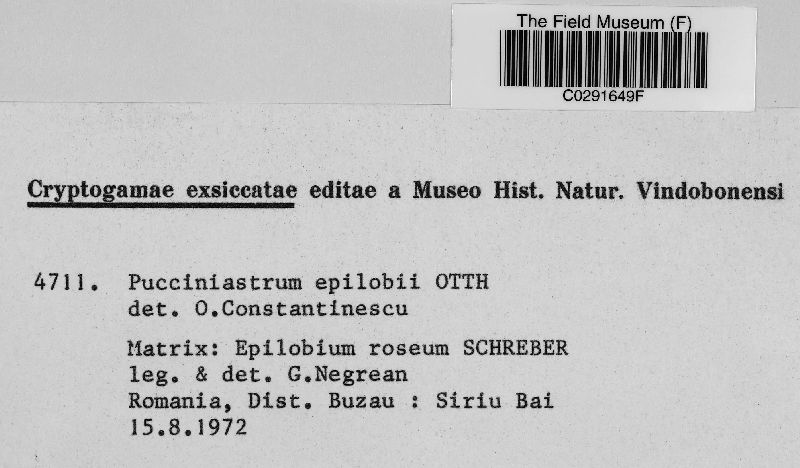 The Field Museum (F)
C0291649F
Cryptogamae exsiccatae editae a Museo Hist. Natur. Vindobonensi
4711. Pucciniastrum epilobii OTTH
det. O.Constantinescu
Matrix: Epilobium roseum SCHREBER
leg. & det. G.Negrean
Romania, Dist. Buzau : Siriu Bai
15.8.1972